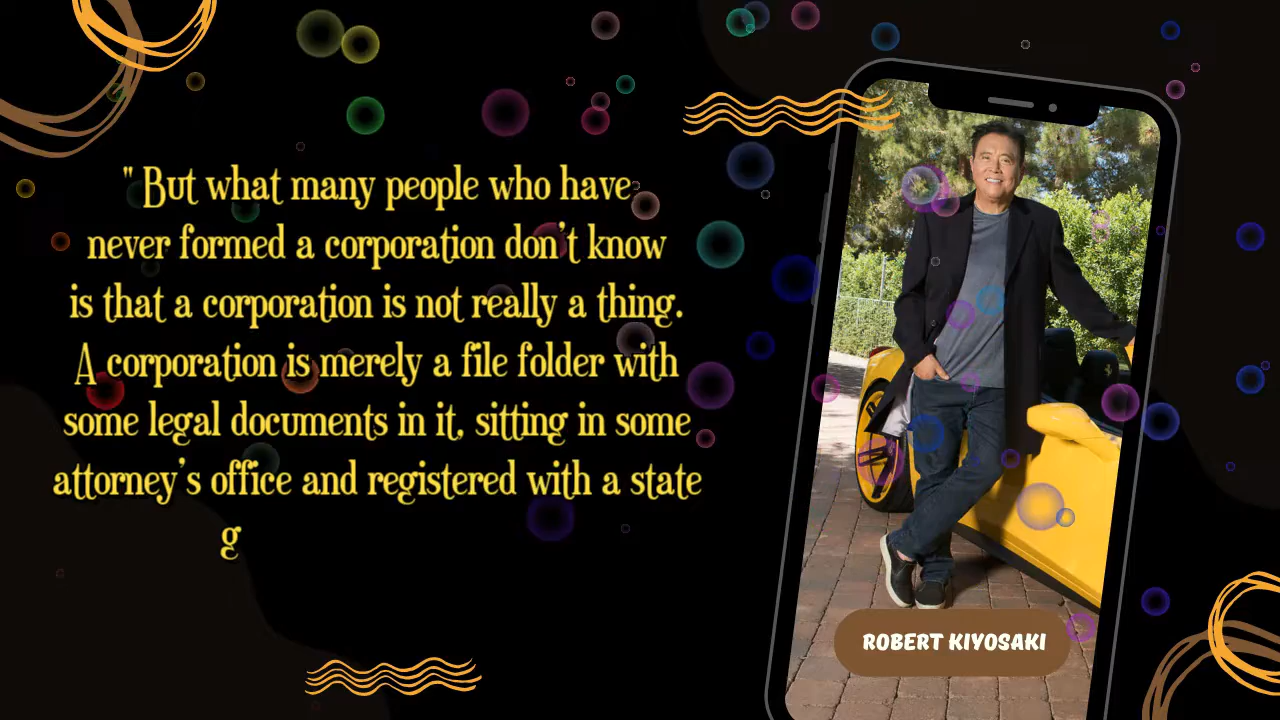 " But what many people who have
never formed a corporation don't know
is that a corporation is not really a thing.
A corporation is merely a file folder with
some legal documents in it, sitting in some
attorney's office and registered with a state
g
ROBERT KIYOSAKI